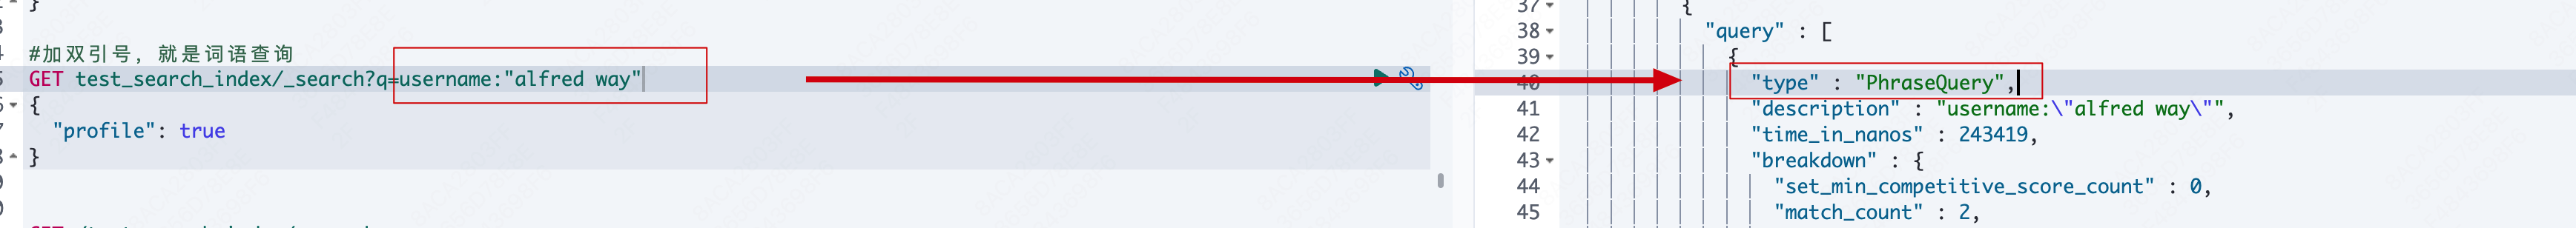 }
#加双引号，就是词语查询
GET test_search_index/_search?q=username:"alfred way"
{
"profile": true
}
37 {
38 "query" : [
39 {
40 "type" : "PhraseQuery",
41 "description" : "username:\"alfred way\"",
42 "time_in_nanos" : 243419,
43 "breakdown" : {
44 "set_min_competitive_score_count" : 0,
45 "match_count" : 2,